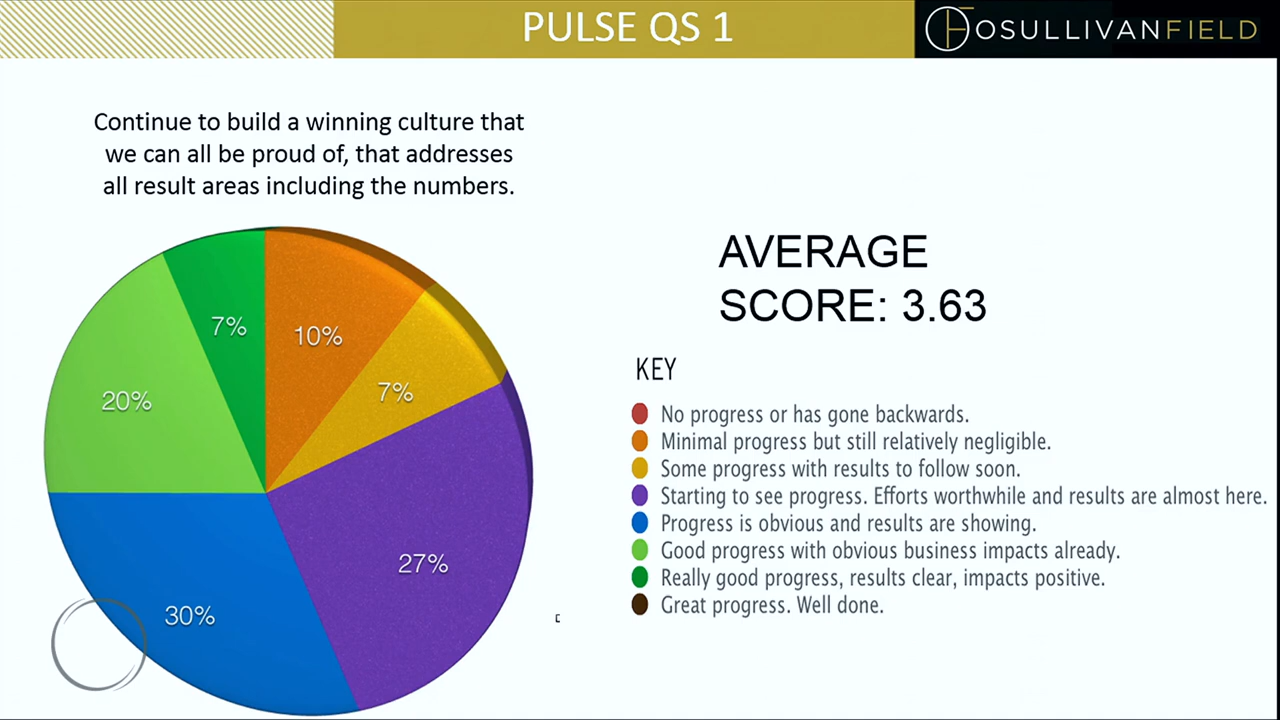 PULSE QS 1
OSULLIVANFIELD
Continue to build a winning culture that
we can all be proud of, that addresses
all result areas including the numbers.
AVERAGE
SCORE: 3.63
7%
10%
7%
20%
27%
30%
KEY
No progress or has gone backwards.
Minimal progress but still relatively negligible.
Some progress with results to follow soon.
Starting to see progress. Efforts worthwhile and results are almost here.
Progress is obvious and results are showing.
Good progress with obvious business impacts already.
Really good progress, results clear, impacts positive.
Great progress. Well done.